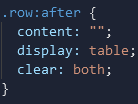 .row:after {
  content: "";
  display: table;
  clear: both;
}